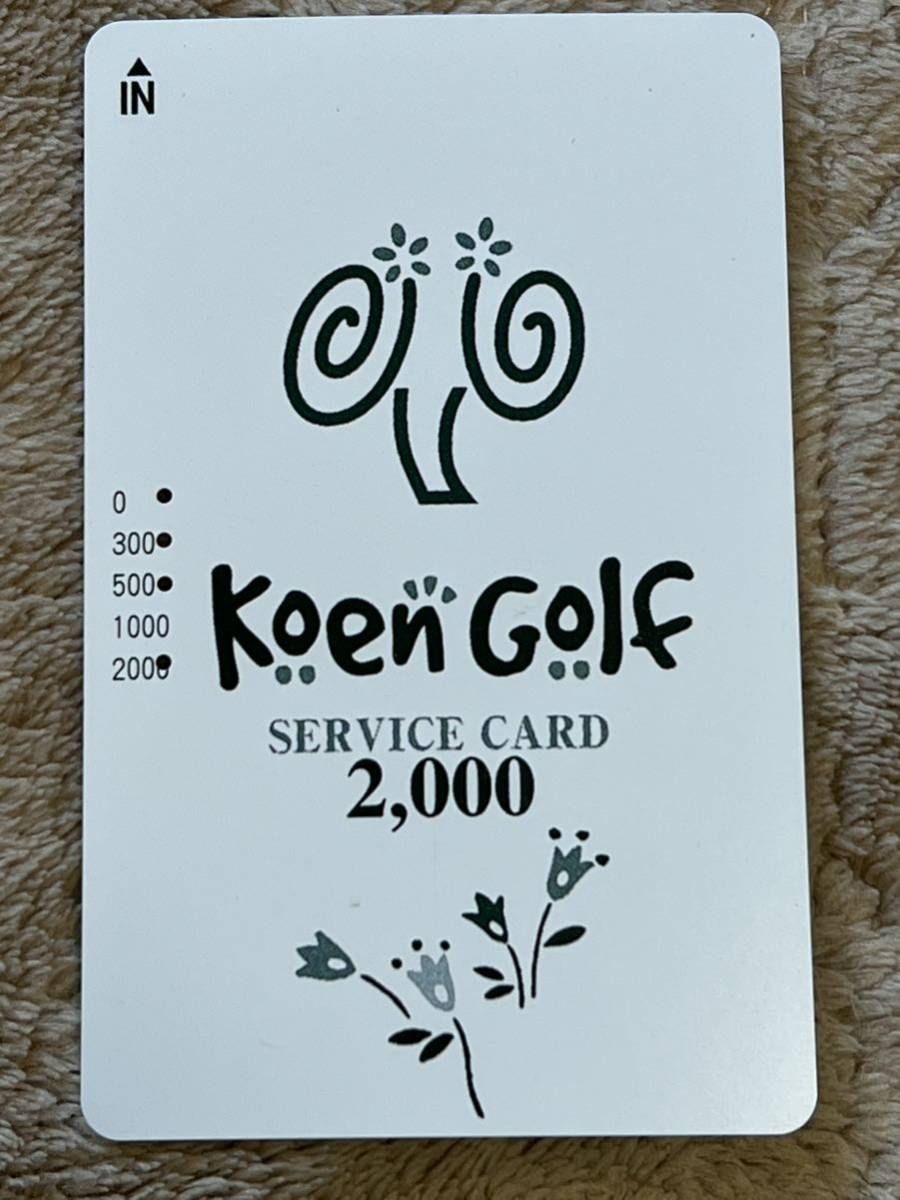 IN
0
300
500
1000
2000
Koen Golf
SERVICE CARD
2,000